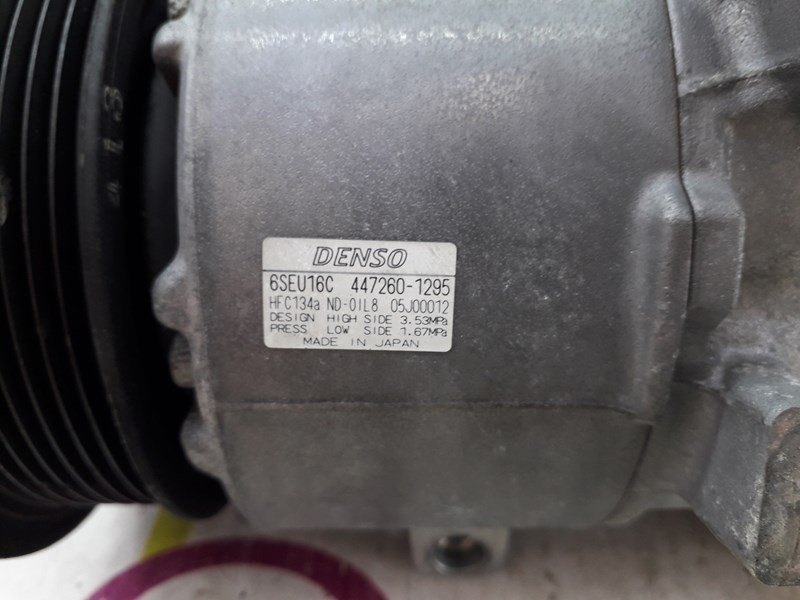 DENSO
6SEU16C 447260-1295
HFC134a ND-OIL8 05J00012
DESIGN HIGH SIDE 3.53MPa
PRESS LOW SIDE 1.67MPa
MADE IN JAPAN